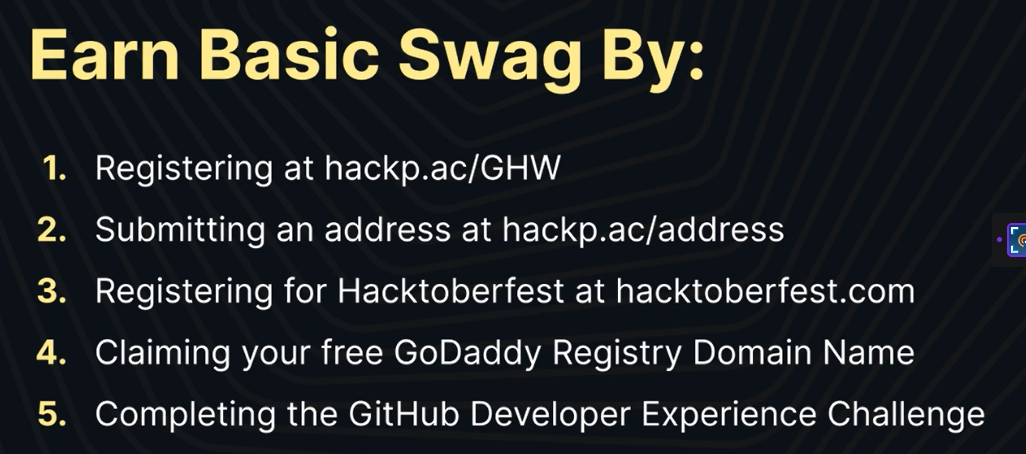 Earn Basic Swag By:
1. Registering at hackp.ac/GHW
2. Submitting an address at hackp.ac/address
3. Registering for Hacktoberfest at hacktoberfest.com
4. Claiming your free GoDaddy Registry Domain Name
5. Completing the GitHub Developer Experience Challenge